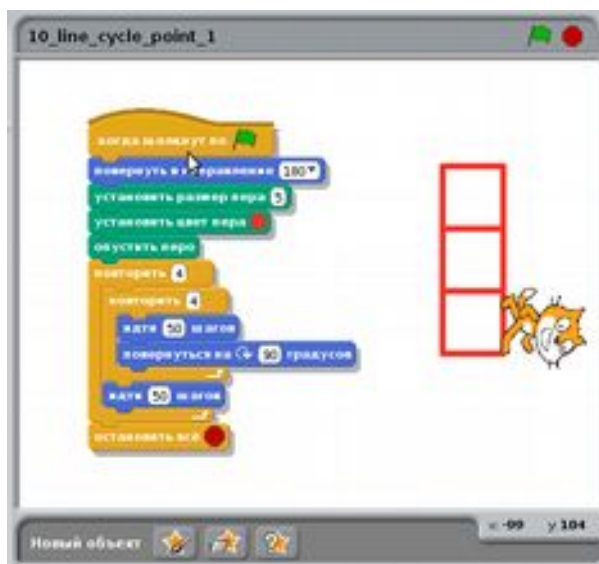 10_line_cycle_point_1
когда щелкнут по
повернуть в направлении 180
установить размер пера 5
установить цвет пера
опустить перо
повторить 4
повторить 4
идти 50 шагов
повернуться на 90 градусов
идти 50 шагов
остановить всё
x: -99 y 104
Новый объект